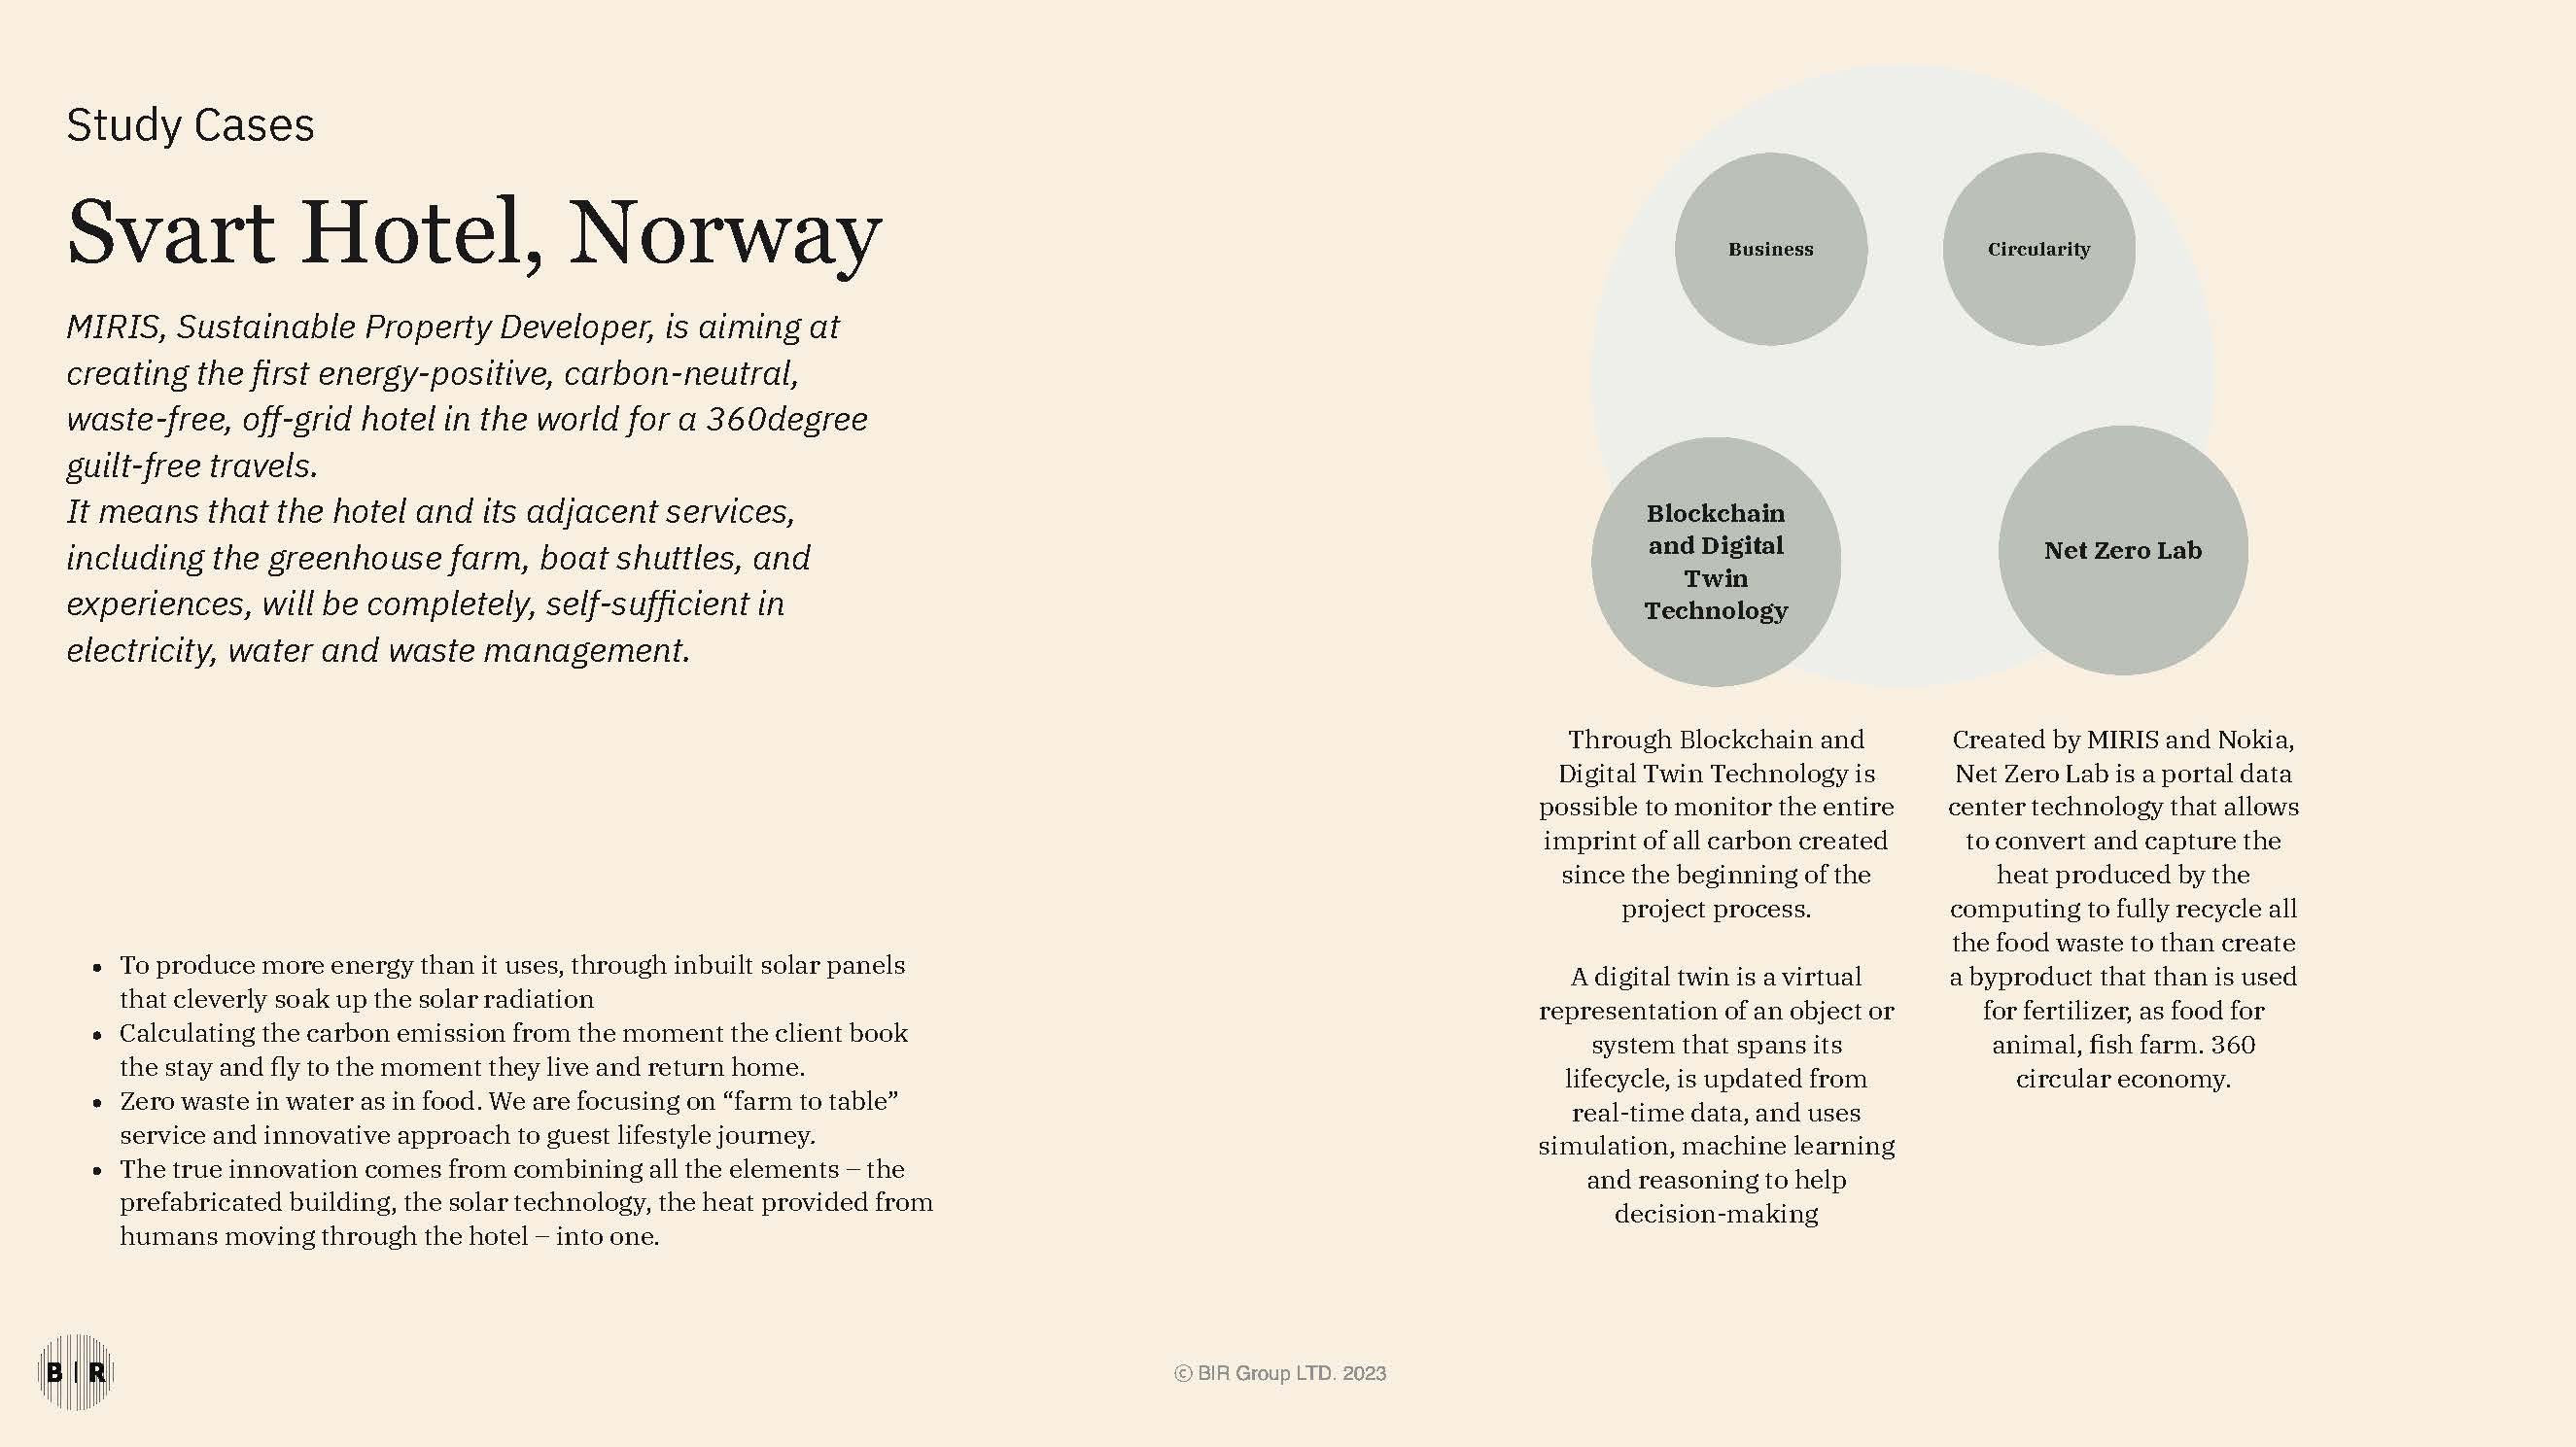 Study Cases
Svart Hotel, Norway
MIRIS, Sustainable Property Developer, is aiming at
creating the first energy-positive, carbon-neutral,
waste-free, off-grid hotel in the world for a 360degree
guilt-free travels.
It means that the hotel and its adjacent services,
including the greenhouse farm, boat shuttles, and
experiences, will be completely, self-sufficient in
electricity, water and waste management.
• To produce more energy than it uses, through inbuilt solar panels
that cleverly soak up the solar radiation
• Calculating the carbon emission from the moment the client book
the stay and fly to the moment they live and return home.
• Zero waste in water as in food. We are focusing on “farm to table”
service and innovative approach to guest lifestyle journey.
• The true innovation comes from combining all the elements – the
prefabricated building, the solar technology, the heat provided from
humans moving through the hotel – into one.
Business
Circularity
Blockchain
and Digital
Twin
Technology
Net Zero Lab
Through Blockchain and
Digital Twin Technology is
possible to monitor the entire
imprint of all carbon created
since the beginning of the
project process.
A digital twin is a virtual
representation of an object or
system that spans its
lifecycle, is updated from
real-time data, and uses
simulation, machine learning
and reasoning to help
decision-making
Created by MIRIS and Nokia,
Net Zero Lab is a portal data
center technology that allows
to convert and capture the
heat produced by the
computing to fully recycle all
the food waste to than create
a byproduct that than is used
for fertilizer, as food for
animal, fish farm. 360
circular economy.
B I R
© BIR Group LTD. 2023